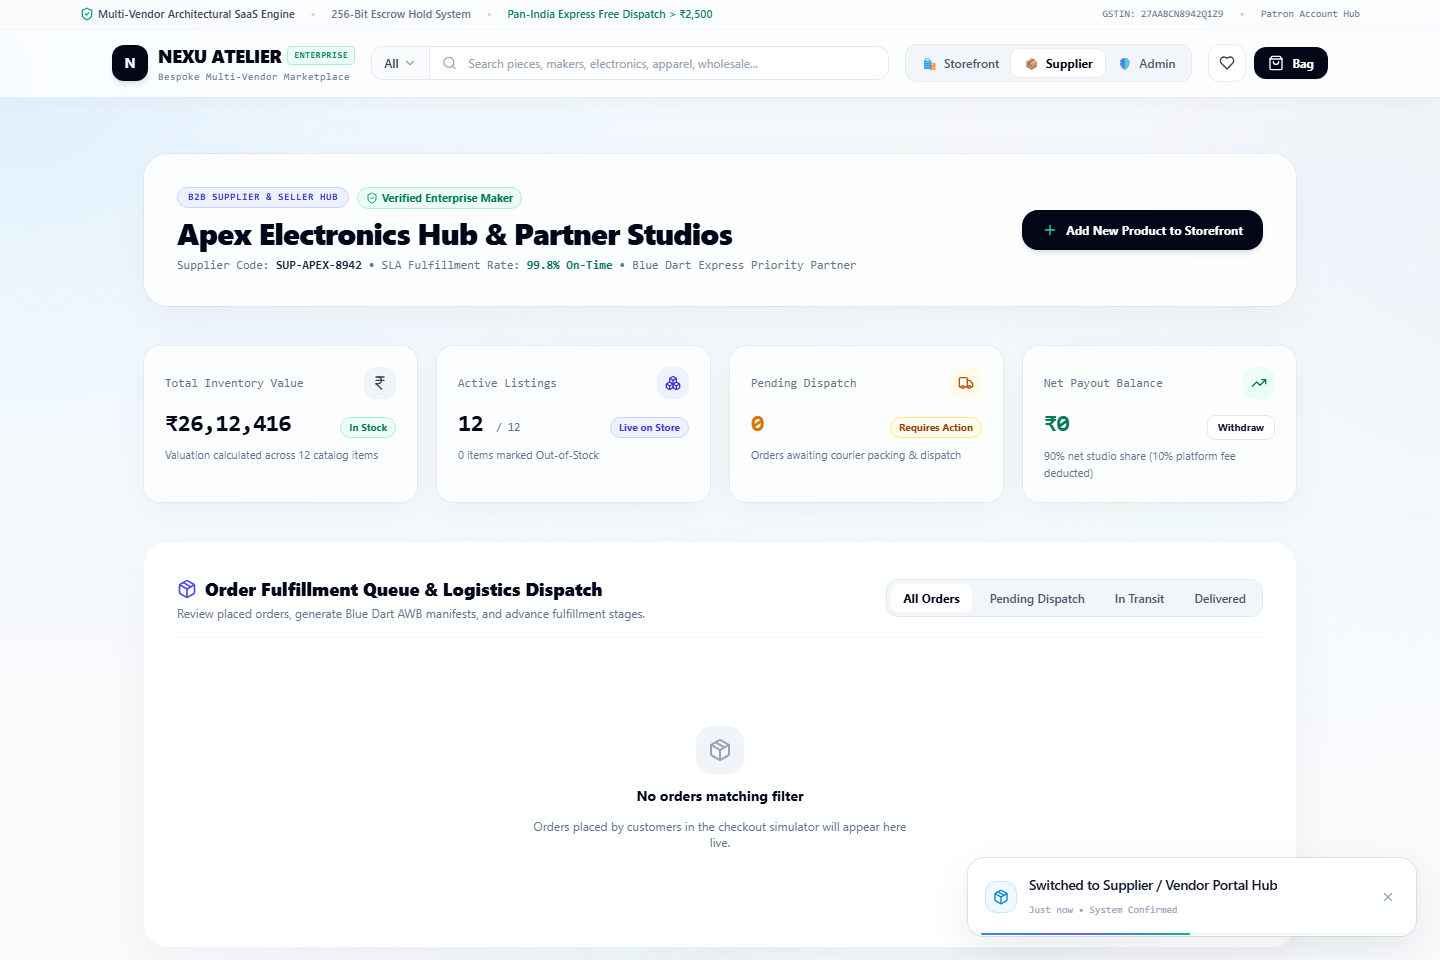 Multi-Vendor Architectural SaaS Engine • 256-Bit Escrow Hold System • Pan-India Express Free Dispatch > ₹2,500
GSTIN: 27AABCN8942Q1Z9 • Patron Account Hub
N
NEXU ATELIER ENTERPRISE
Bespoke Multi-Vendor Marketplace
All
Search pieces, makers, electronics, apparel, wholesale...
Storefront
Supplier
Admin
Bag
B2B SUPPLIER & SELLER HUB
Verified Enterprise Maker
Apex Electronics Hub & Partner Studios
Supplier Code: SUP-APEX-8942 • SLA Fulfillment Rate: 99.8% On-Time • Blue Dart Express Priority Partner
Add New Product to Storefront
Total Inventory Value
₹
₹26,12,416
In Stock
Valuation calculated across 12 catalog items
Active Listings
12 / 12
Live on Store
0 items marked Out-of-Stock
Pending Dispatch
0
Requires Action
Orders awaiting courier packing & dispatch
Net Payout Balance
₹0
Withdraw
90% net studio share (10% platform fee
deducted)
Order Fulfillment Queue & Logistics Dispatch
Review placed orders, generate Blue Dart AWB manifests, and advance fulfillment stages.
All Orders
Pending Dispatch
In Transit
Delivered
No orders matching filter
Orders placed by customers in the checkout simulator will appear here
live.
Switched to Supplier / Vendor Portal Hub
Just now • System Confirmed